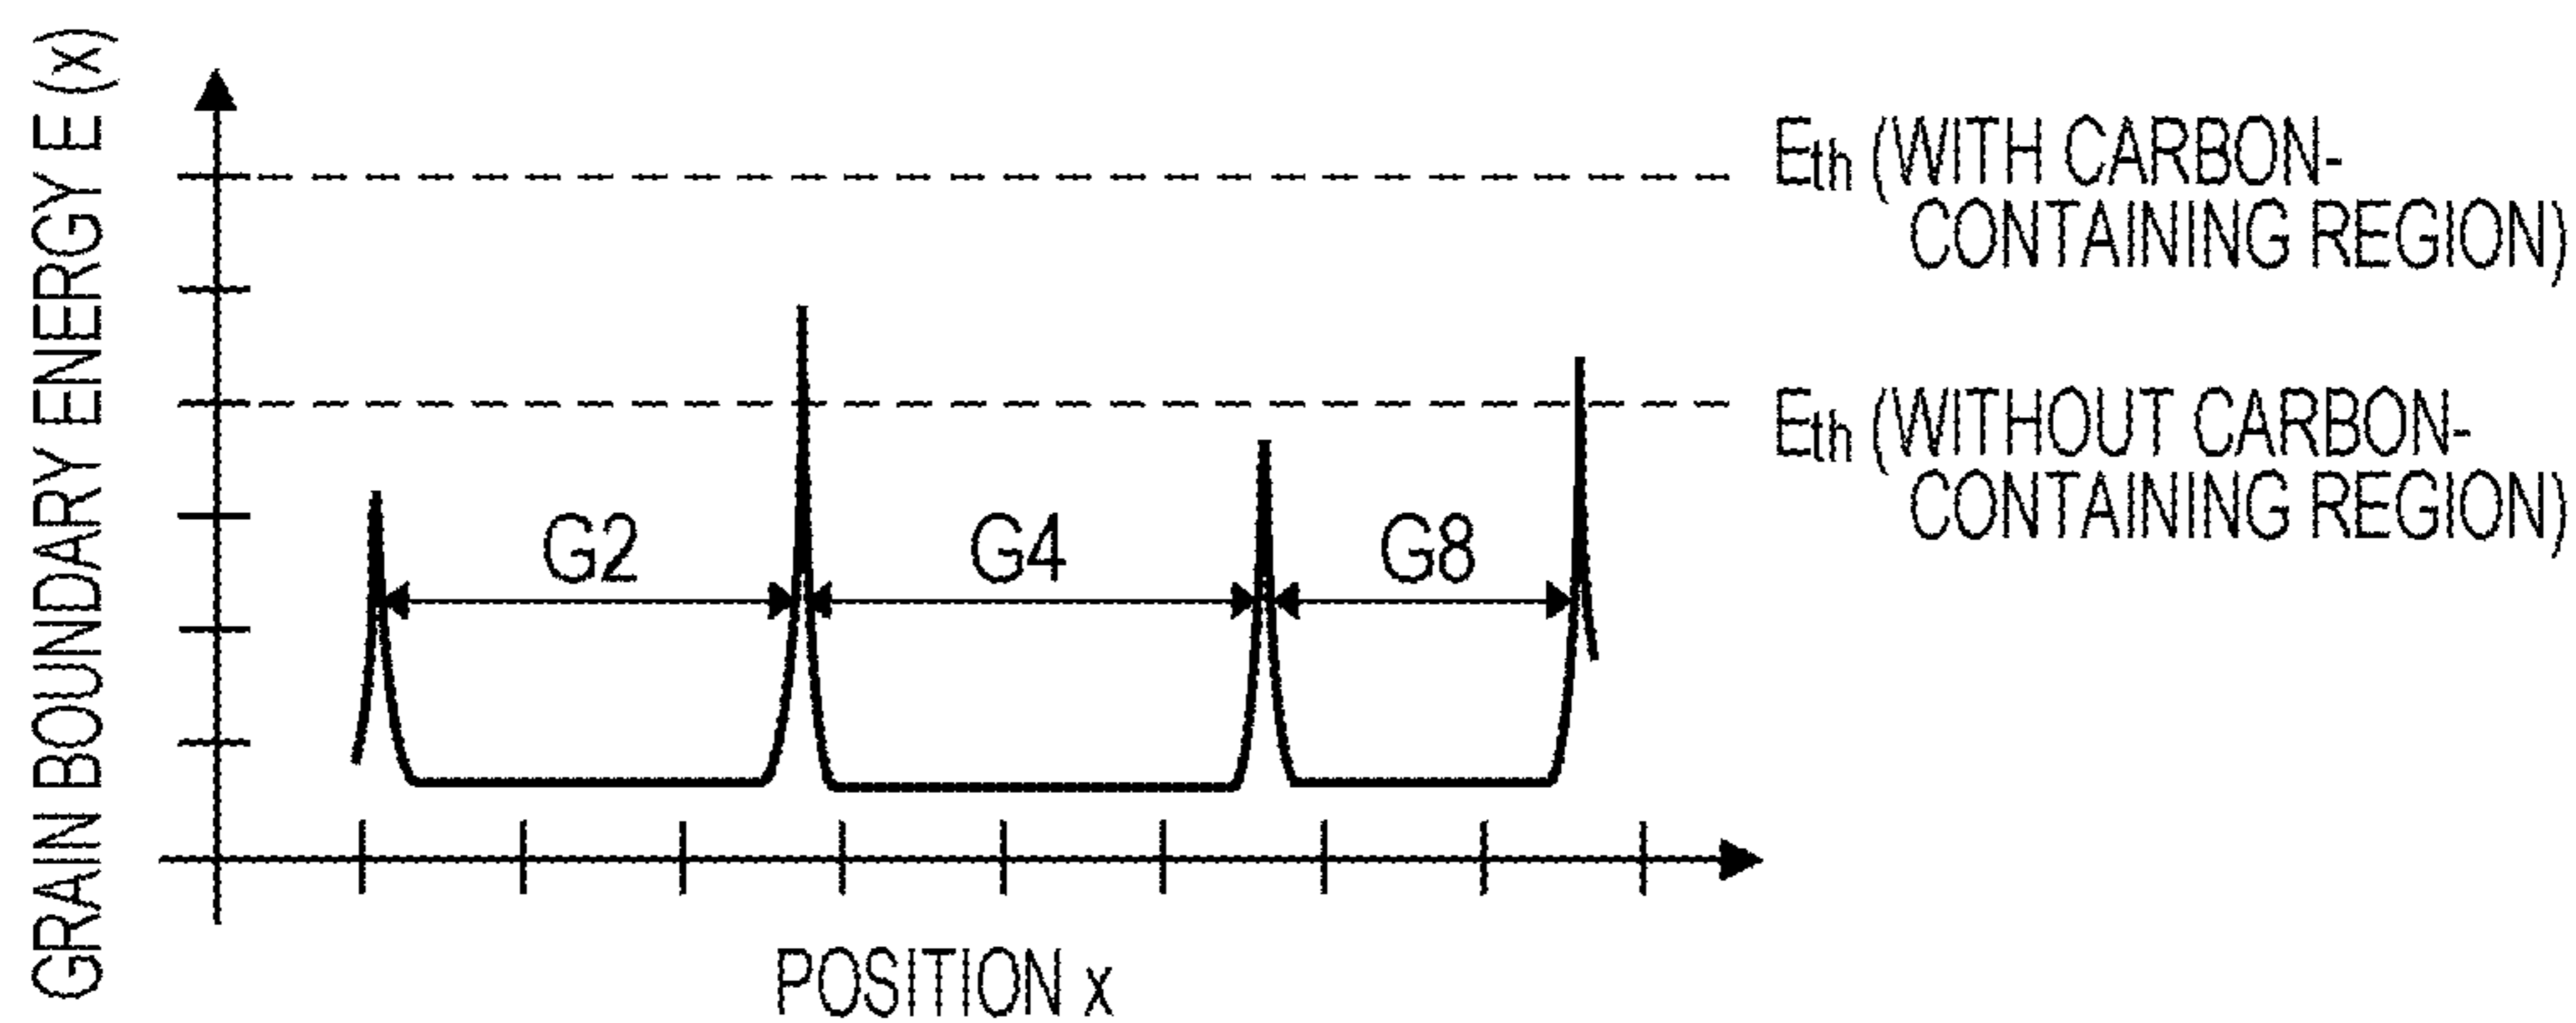 GRAIN BOUNDARY ENERGY E (x)
Eth (WITH CARBON-
CONTAINING REGION)
Eth (WITHOUT CARBON-
CONTAINING REGION)
G2
G4
G8
POSITION x